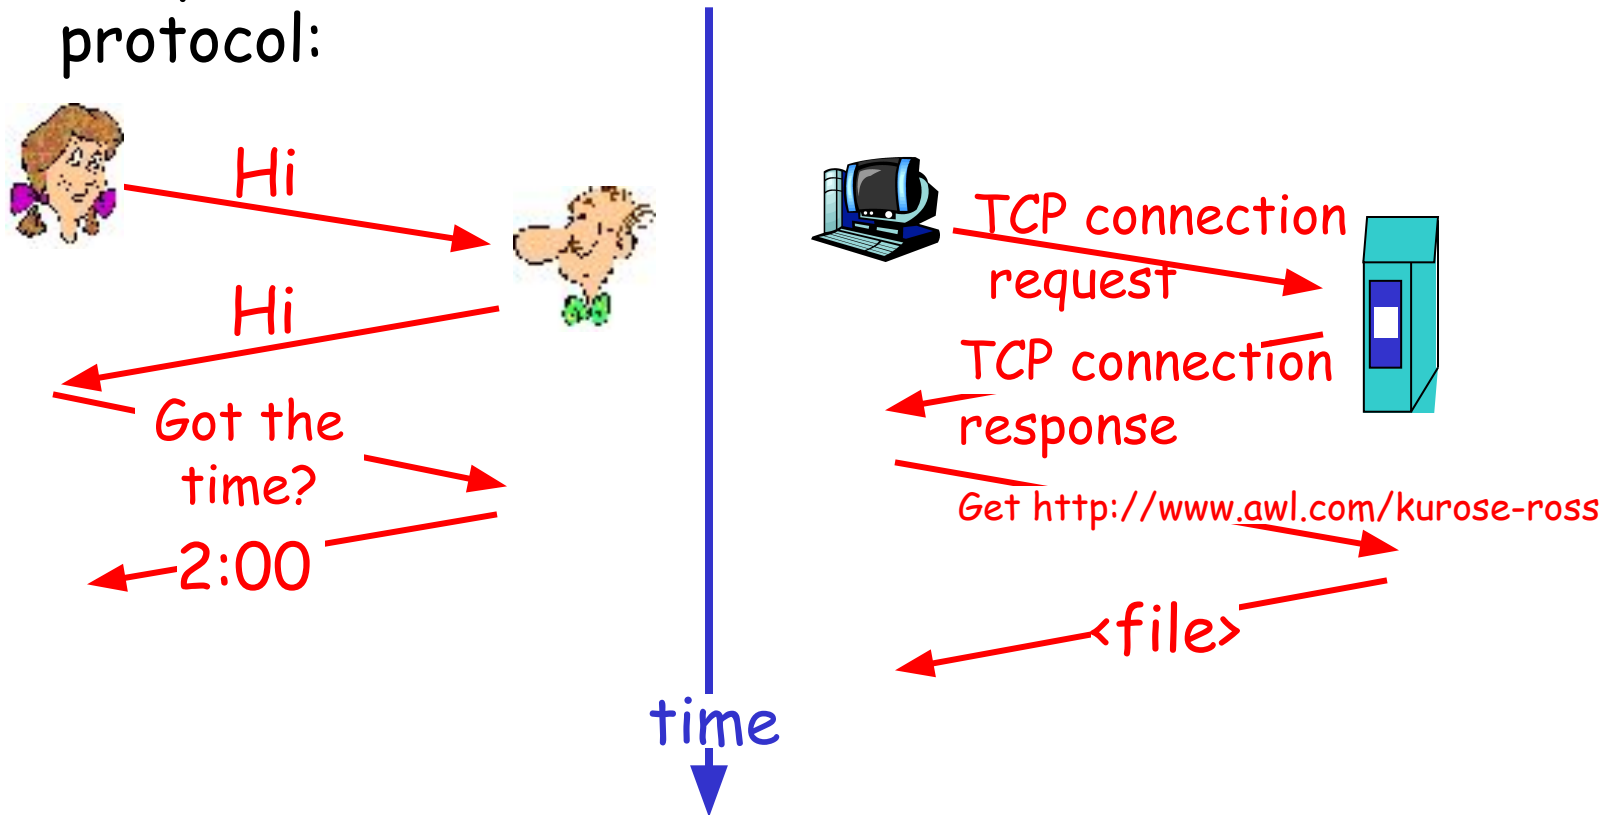 protocol:
Hi
Hi
Got the
time?
2:00
TCP connection
request
TCP connection
response
Get http://www.awl.com/kurose-ross
<file>
time